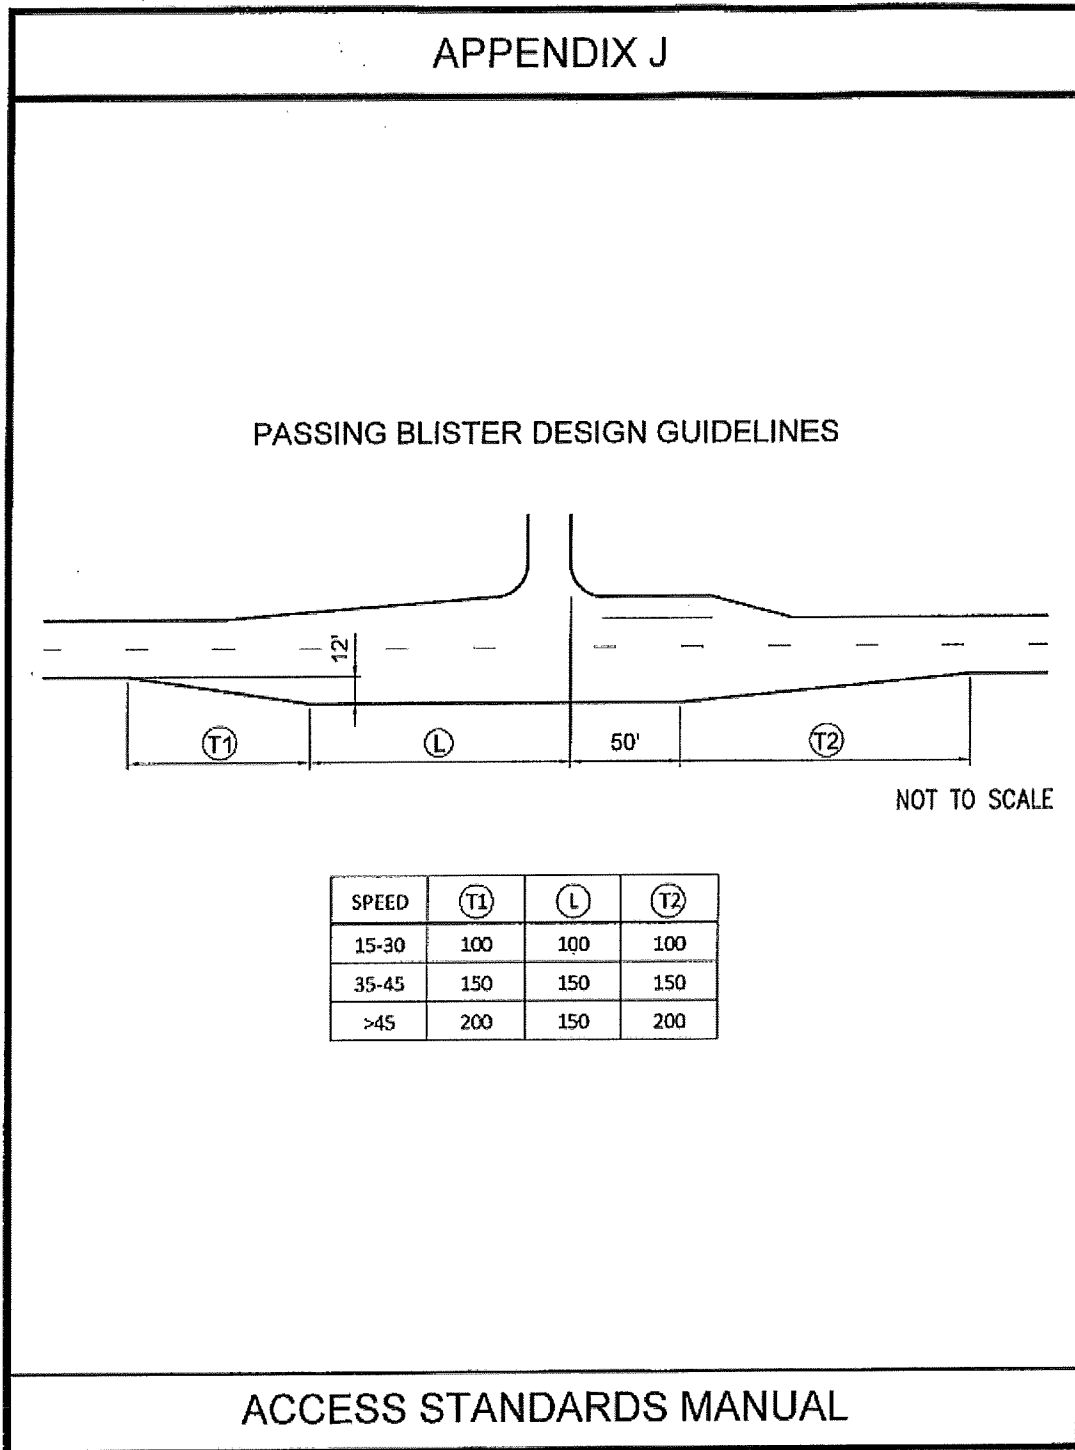 APPENDIX J
PASSING BLISTER DESIGN GUIDELINES
12'
T1
L
50'
T2
NOT TO SCALE
SPEED T1 L T2
15-30 100 100 100
35-45 150 150 150
>45 200 150 200
ACCESS STANDARDS MANUAL